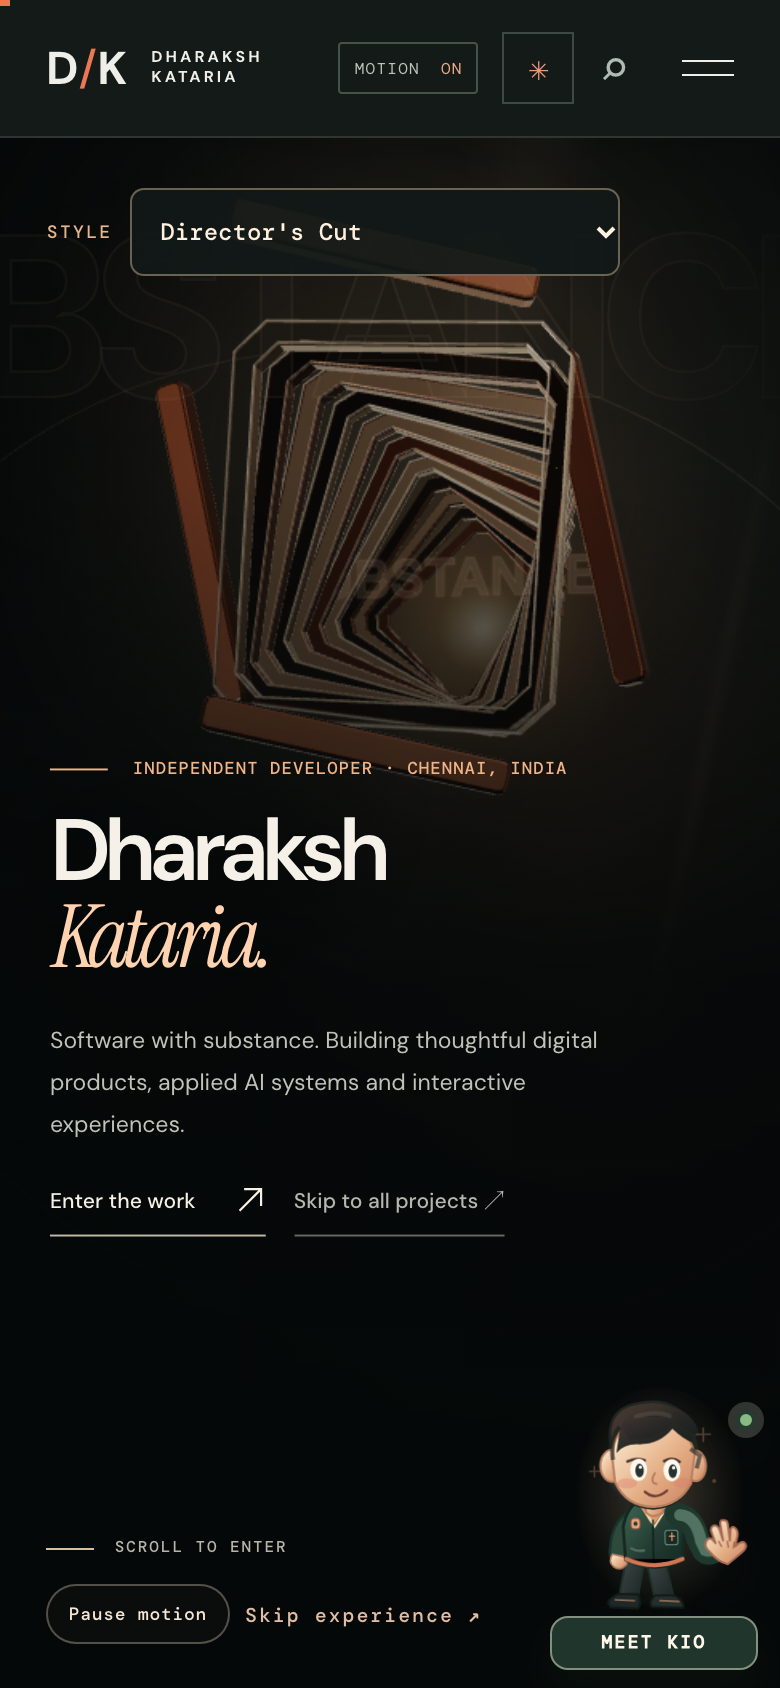 D/K
DHARAKSH
KATARIA
MOTION ON
STYLE
Director's Cut
BSTANC
BSTANCE
INDEPENDENT DEVELOPER · CHENNAI, INDIA
Dharaksh
Kataria.
Software with substance. Building thoughtful digital
products, applied AI systems and interactive
experiences.
Enter the work ↗
Skip to all projects ↗
SCROLL TO ENTER
Pause motion
Skip experience ↗
MEET KIO